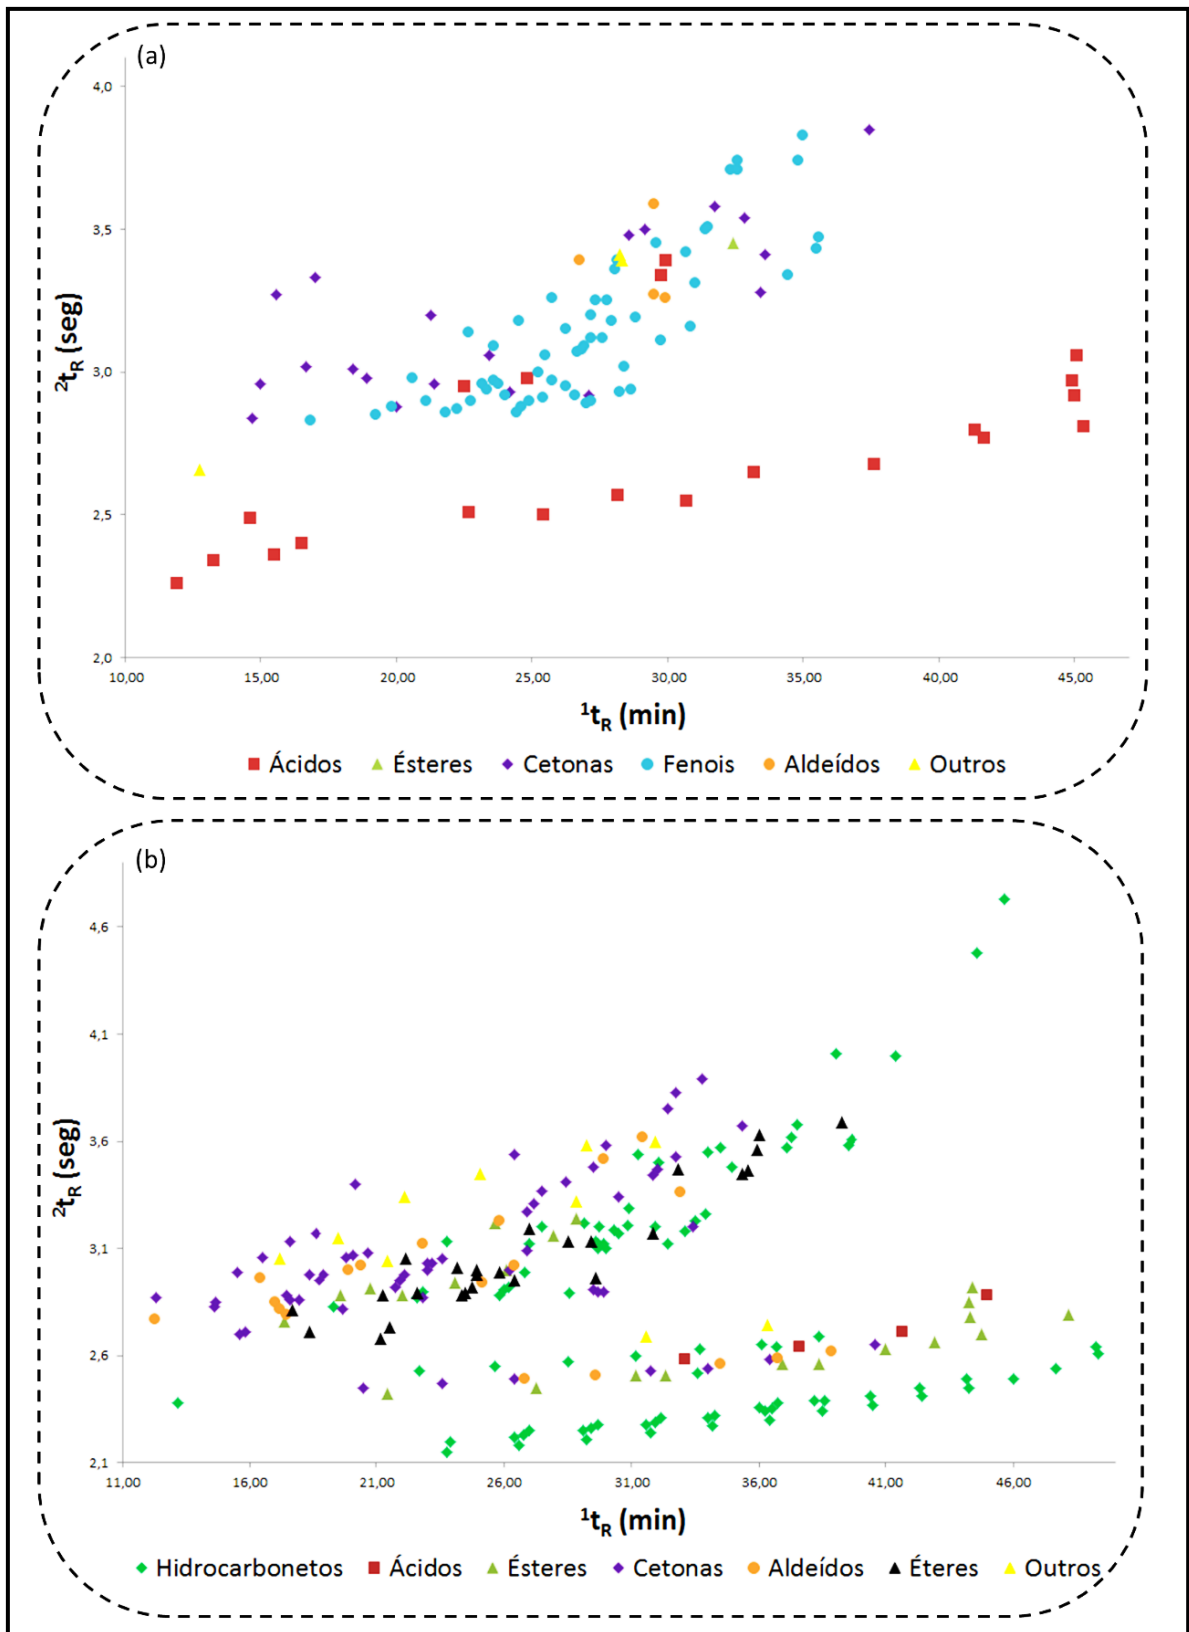 (a)
4,0
3,5
3,0
2,5
2,0
²tR (seg)
10,00 15,00 20,00 25,00 30,00 35,00 40,00 45,00
¹tR (min)
Ácidos Ésteres Cetonas Fenois Aldeídos Outros
(b)
4,6
4,1
3,6
3,1
2,6
2,1
²tR (seg)
11,00 16,00 21,00 26,00 31,00 36,00 41,00 46,00
¹tR (min)
Hidrocarbonetos Ácidos Ésteres Cetonas Aldeídos Éteres Outros